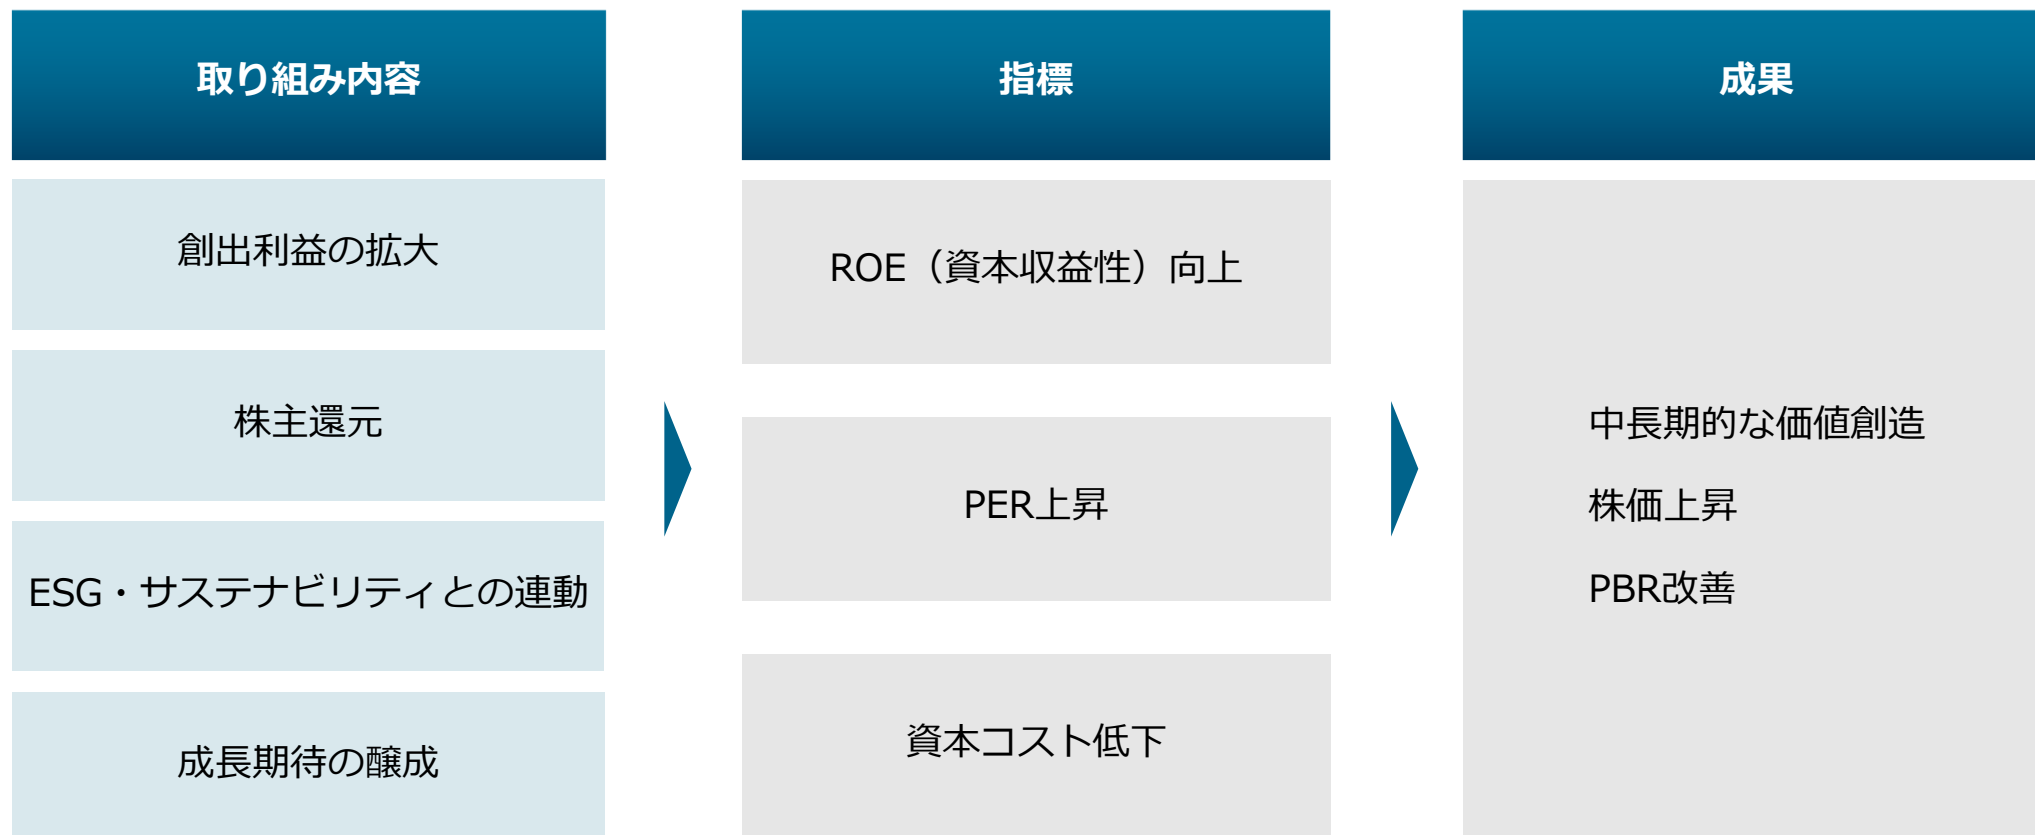 取り組み内容
創出利益の拡大
株主還元
ESG・サステナビリティとの連動
成長期待の醸成
指標
ROE（資本収益性）向上
PER上昇
資本コスト低下
成果
中長期的な価値創造
株価上昇
PBR改善